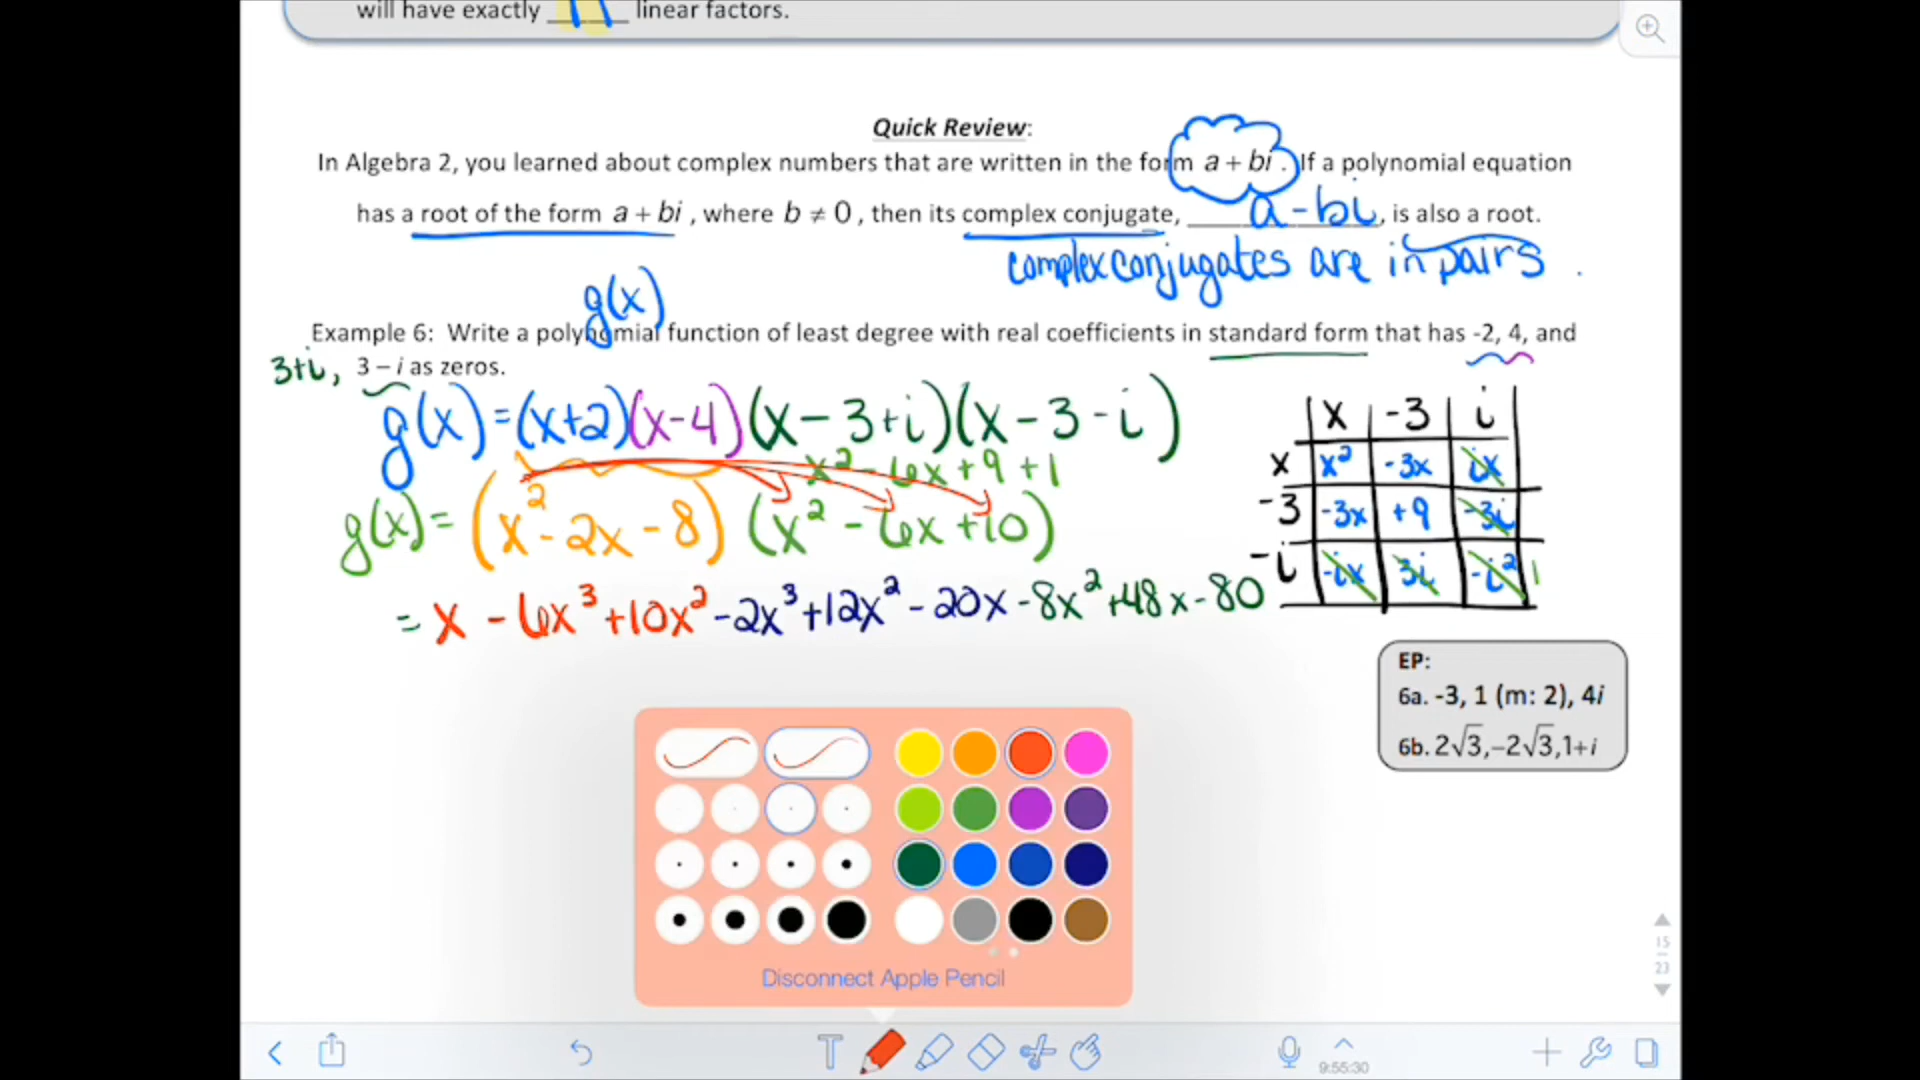 will have exactly n linear factors.
Quick Review:
In Algebra 2, you learned about complex numbers that are written in the form a + bi . If a polynomial equation
has a root of the form a + bi , where b ≠ 0 , then its complex conjugate, a - bi, is also a root.
complex conjugates are in pairs
g(x)
Example 6: Write a polynomial function of least degree with real coefficients in standard form that has -2, 4, and
3+i, 3 – i as zeros.
g(x) = (x+2)(x-4)(x - 3+i)(x - 3 - i)
x² - 6x + 9 + 1
g(x) = (x² - 2x - 8) (x² - 6x + 10)
= x - 6x³ + 10x² - 2x³ + 12x² - 20x - 8x² + 48x - 80
x -3 i
x x² -3x ix
-3 -3x +9 -3i
-i -ix 3i -i² 1
EP:
6a. -3, 1 (m: 2), 4i
6b. 2√3,–2√3,1+i
Disconnect Apple Pencil
15
23
T
9:55:30